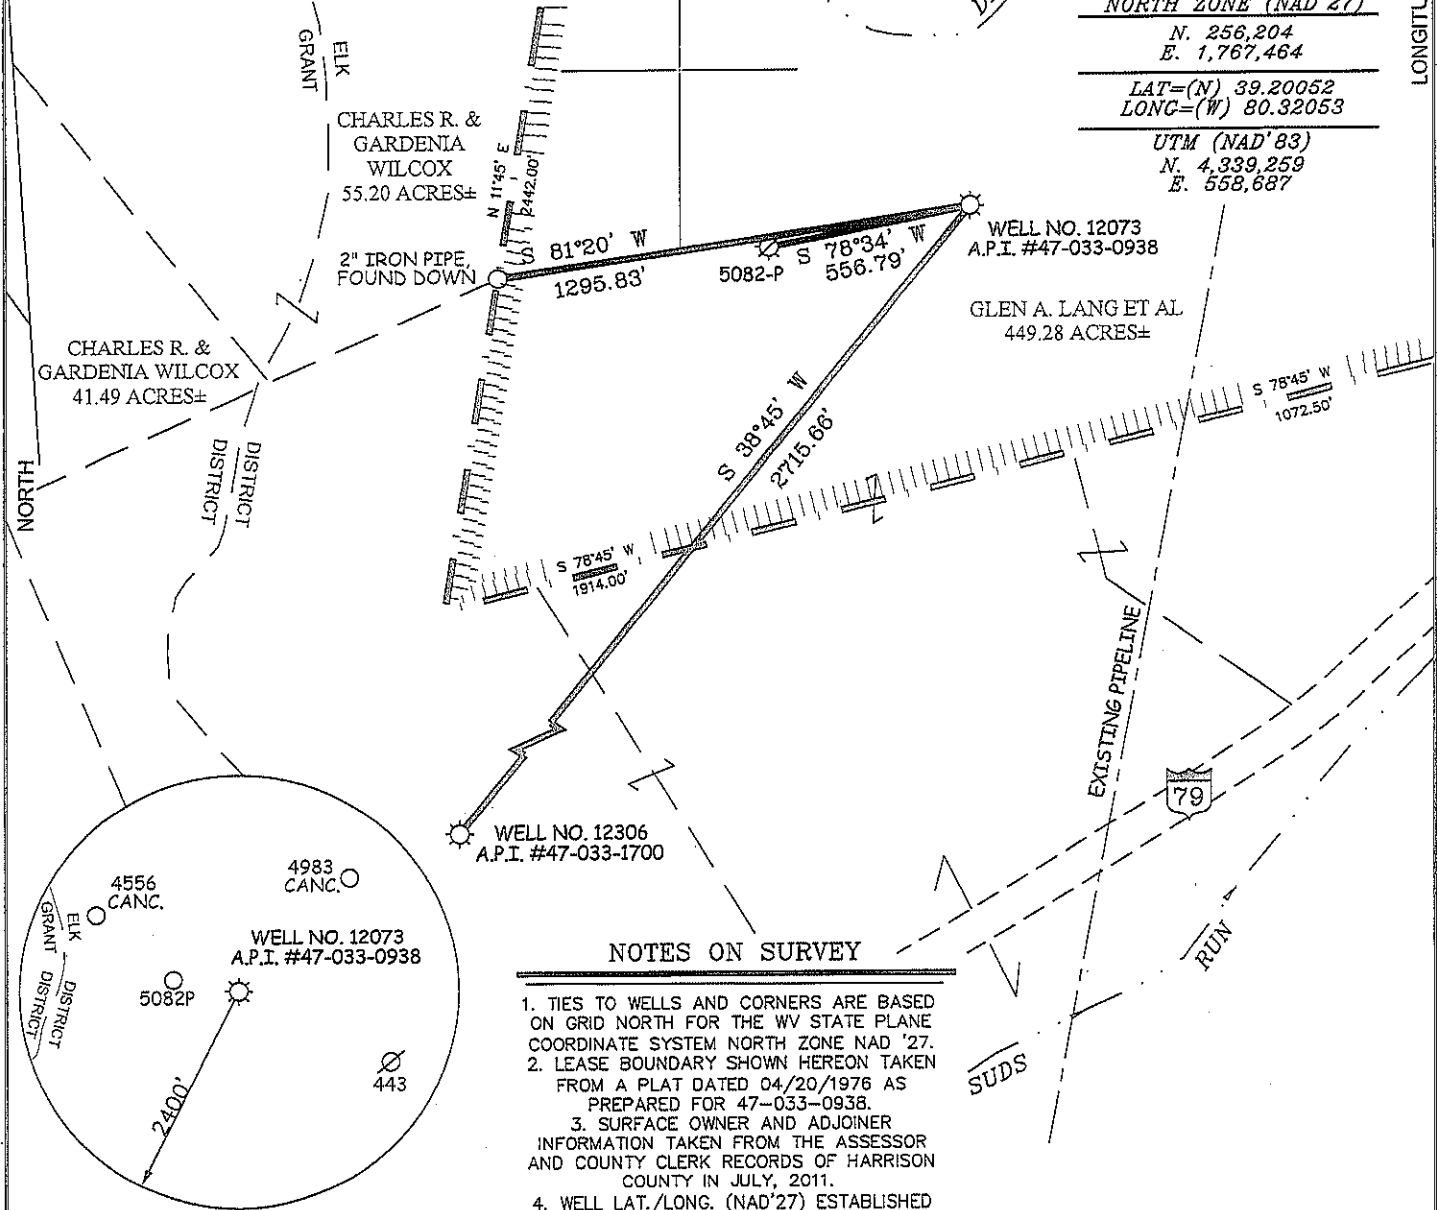 NORTH ZONE (NAD'27)
N. 256,204
E. 1,767,464
LAT=(N) 39.20052
LONG=(W) 80.32053
UTM (NAD'83)
N. 4,339,259
E. 558,687
ELK
GRANT
CHARLES R. &
GARDENIA
WILCOX
55.20 ACRES±
N 11°45' E
2442.00'
2" IRON PIPE,
FOUND DOWN
S 81°20' W
1295.83'
5082-P
S 78°34' W
556.79'
WELL NO. 12073
A.P.I. #47-033-0938
GLEN A. LANG ET AL
449.28 ACRES±
CHARLES R. &
GARDENIA WILCOX
41.49 ACRES±
NORTH
DISTRICT
DISTRICT
S 38°45' W
2715.66'
S 78°45' W
1072.50'
S 78°45' W
1914.00'
EXISTING PIPELINE
79
WELL NO. 12306
A.P.I. #47-033-1700
4556
CANC.
4983
CANC.
ELK
GRANT
DISTRICT
DISTRICT
WELL NO. 12073
A.P.I. #47-033-0938
5082P
443
2400'
SUDS
RUN
NOTES ON SURVEY
1. TIES TO WELLS AND CORNERS ARE BASED
ON GRID NORTH FOR THE WV STATE PLANE
COORDINATE SYSTEM NORTH ZONE NAD '27.
2. LEASE BOUNDARY SHOWN HEREON TAKEN
FROM A PLAT DATED 04/20/1976 AS
PREPARED FOR 47-033-0938.
3. SURFACE OWNER AND ADJOINER
INFORMATION TAKEN FROM THE ASSESSOR
AND COUNTY CLERK RECORDS OF HARRISON
COUNTY IN JULY, 2011.
4. WELL LAT./LONG. (NAD'27) ESTABLISHED